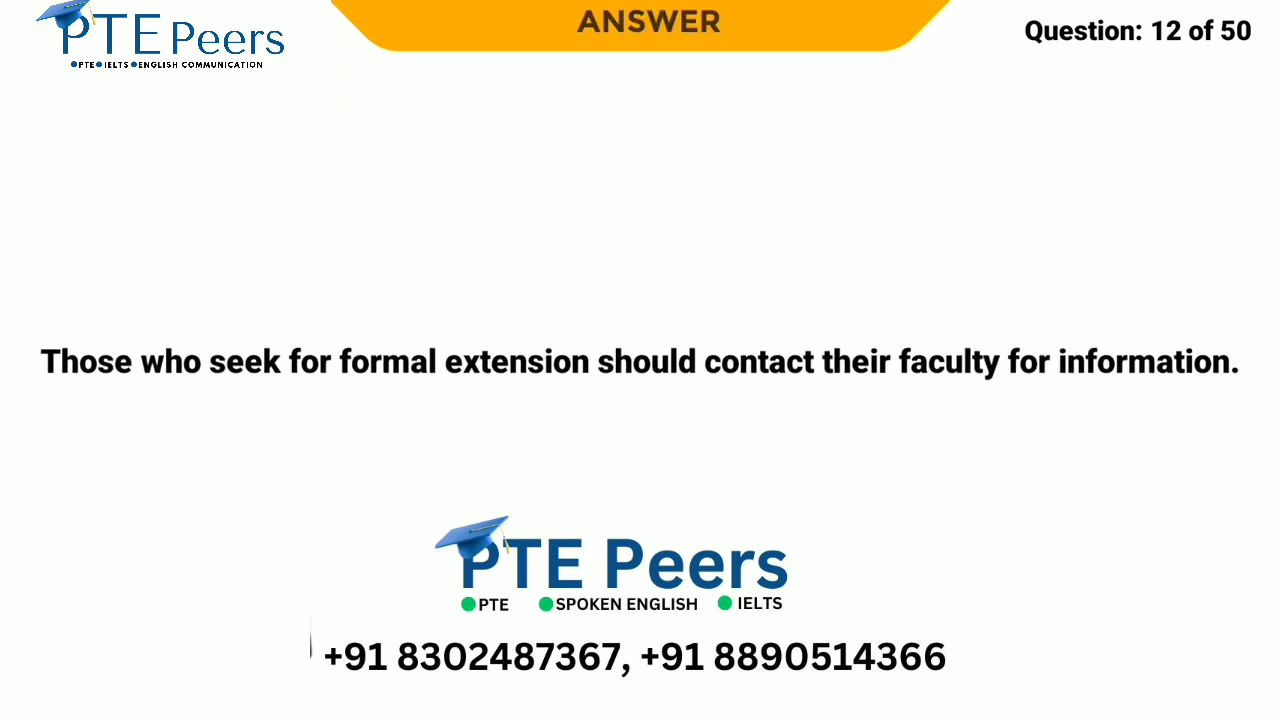 PTE Peers
PTE IELTS ENGLISH COMMUNICATION
ANSWER
Question: 12 of 50
Those who seek for formal extension should contact their faculty for information.
PTE Peers
PTE SPOKEN ENGLISH IELTS
+91 8302487367, +91 8890514366